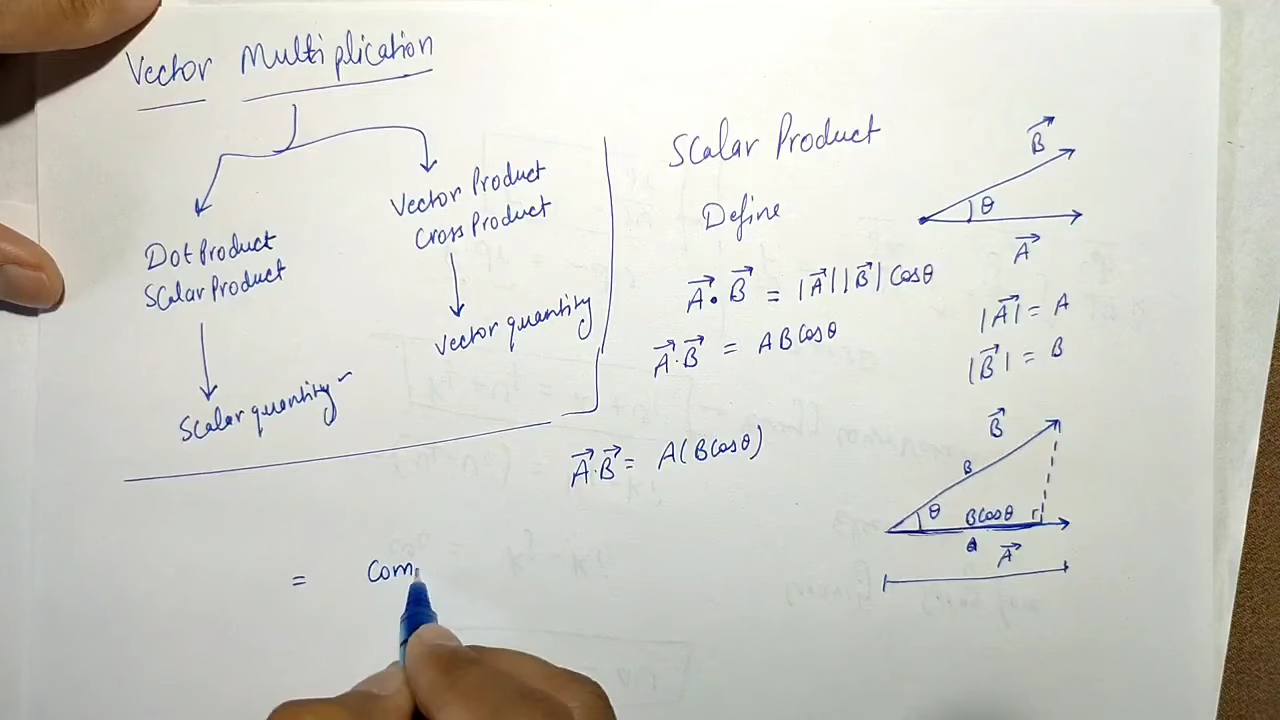 Vector Multiplication
Dot Product
Scalar Product
Scalar quantity
Vector Product
Cross Product
Vector quantity
Scalar Product
Define
A⃗ • B⃗ = |A⃗| |B⃗| Cosθ
A⃗·B⃗ = AB Cosθ
A⃗·B⃗ = A(BCosθ)
= Com
B⃗
θ
A⃗
|A⃗| = A
|B⃗| = B
B⃗
B
θ
BCosθ
A⃗